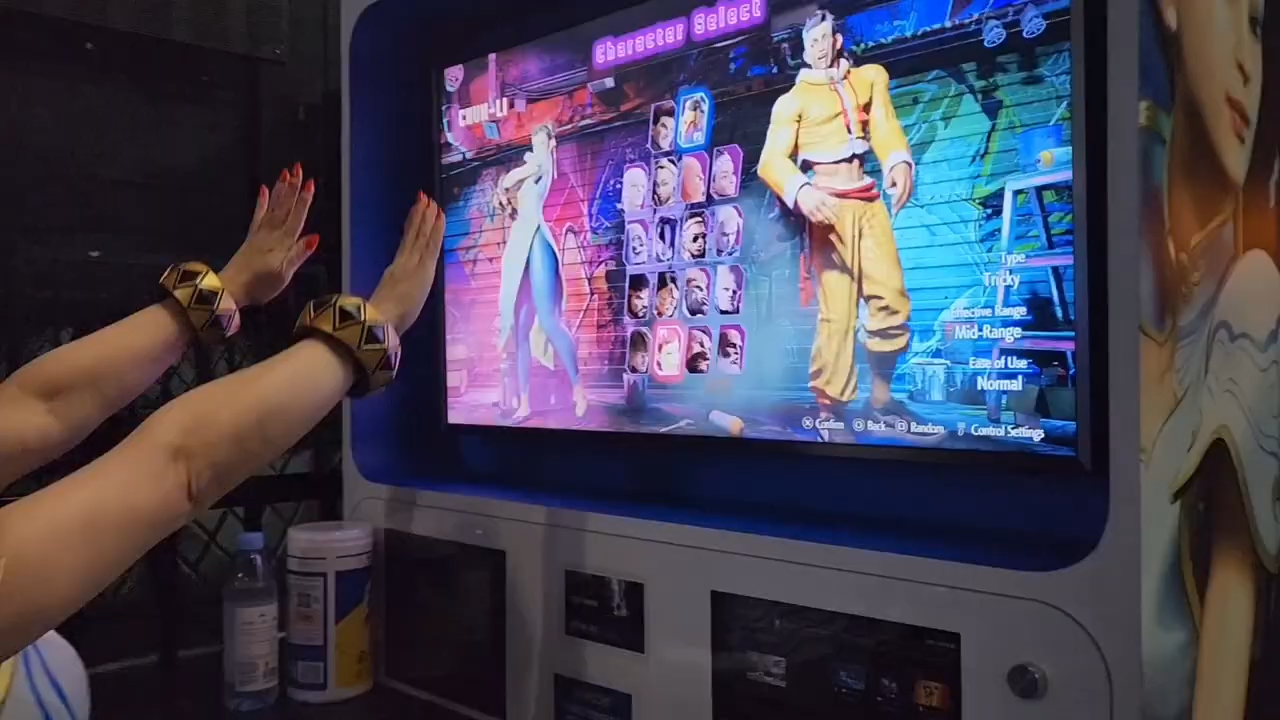 Character Select
CHUN-LI
Type
Tricky
Effective Range
Mid-Range
Ease of Use
Normal
Confirm Back Random Control Settings